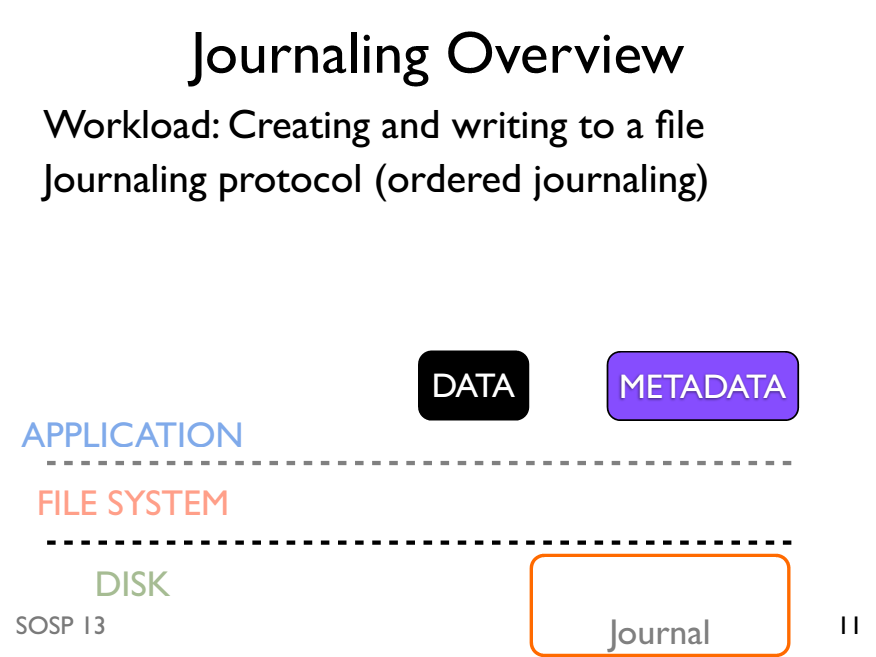 Journaling Overview
Workload: Creating and writing to a file
Journaling protocol (ordered journaling)
DATA
METADATA
APPLICATION
FILE SYSTEM
DISK
Journal
SOSP 13
11